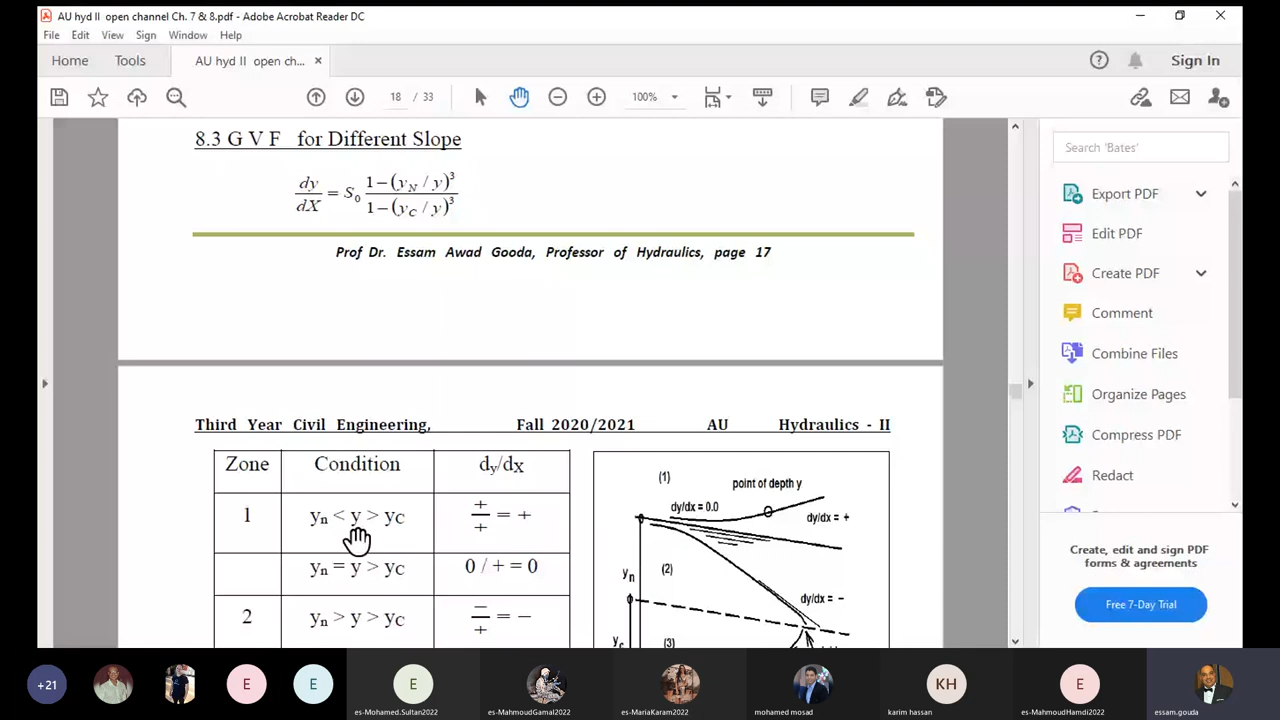 AU hyd II open channel Ch. 7 & 8.pdf - Adobe Acrobat Reader DC
File Edit View Sign Window Help
Home Tools AU hyd II open ch... × Sign In
18 / 33 100%
8.3 G V F for Different Slope
dy/dX = S₀ (1−(y_N / y)³)/(1−(y_C / y)³)
Prof Dr. Essam Awad Gooda, Professor of Hydraulics, page 17
Third Year Civil Engineering, Fall 2020/2021 AU Hydraulics - II
Zone Condition dy/dx
1 yn < y > yC +/+ = +
yn = y > yC 0 / + = 0
2 yn > y > yC −/+ = −
(1)
point of depth y
dy/dx = 0.0
dy/dx = +
yn
(2)
dy/dx = −
yc
(3)
Search 'Bates'
Export PDF
Edit PDF
Create PDF
Comment
Combine Files
Organize Pages
Compress PDF
Redact
Convert, edit and sign PDF
forms & agreements
Free 7-Day Trial
+21 E E E KH E
es-Mohamed.Sultan2022 es-MahmoudGamal2022 es-MariaKaram2022 mohamed mosad karim hassan es-MahmoudHamdi2022 essam.gouda